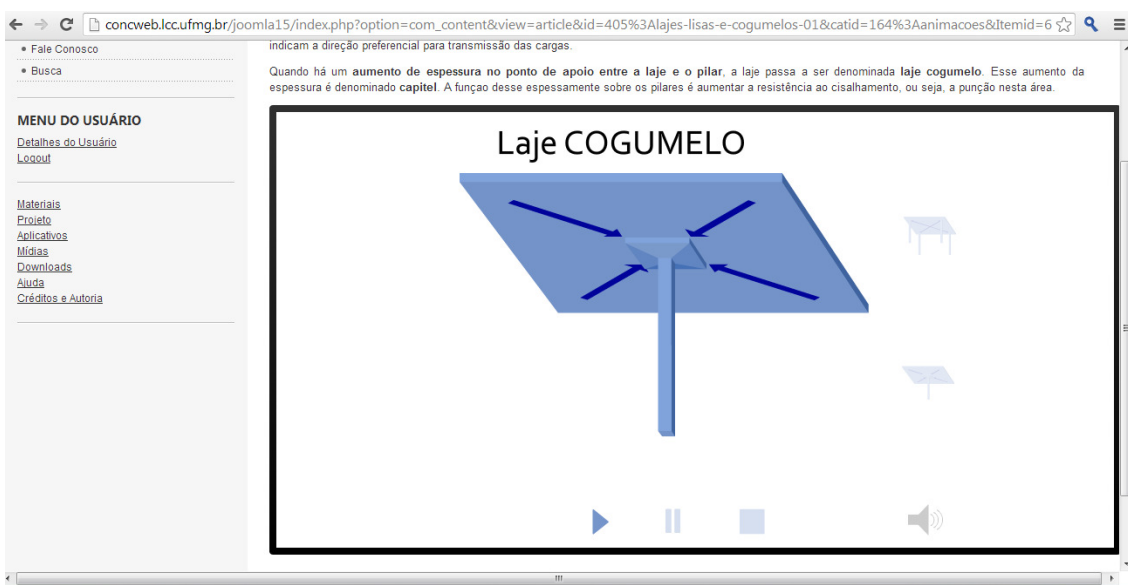 concweb.lcc.ufmg.br/joomla15/index.php?option=com_content&view=article&id=405%3Alajes-lisas-e-cogumelos-01&catid=164%3Aanimacoes&Itemid=6
Fale Conosco
Busca
MENU DO USUÁRIO
Detalhes do Usuário
Logout
Materiais
Projeto
Aplicativos
Mídias
Downloads
Ajuda
Créditos e Autoria
indicam a direção preferencial para transmissão das cargas.
Quando há um aumento de espessura no ponto de apoio entre a laje e o pilar, a laje passa a ser denominada laje cogumelo. Esse aumento da
espessura é denominado capitel. A funçao desse espessamento sobre os pilares é aumentar a resistência ao cisalhamento, ou seja, a punção nesta área.
Laje COGUMELO